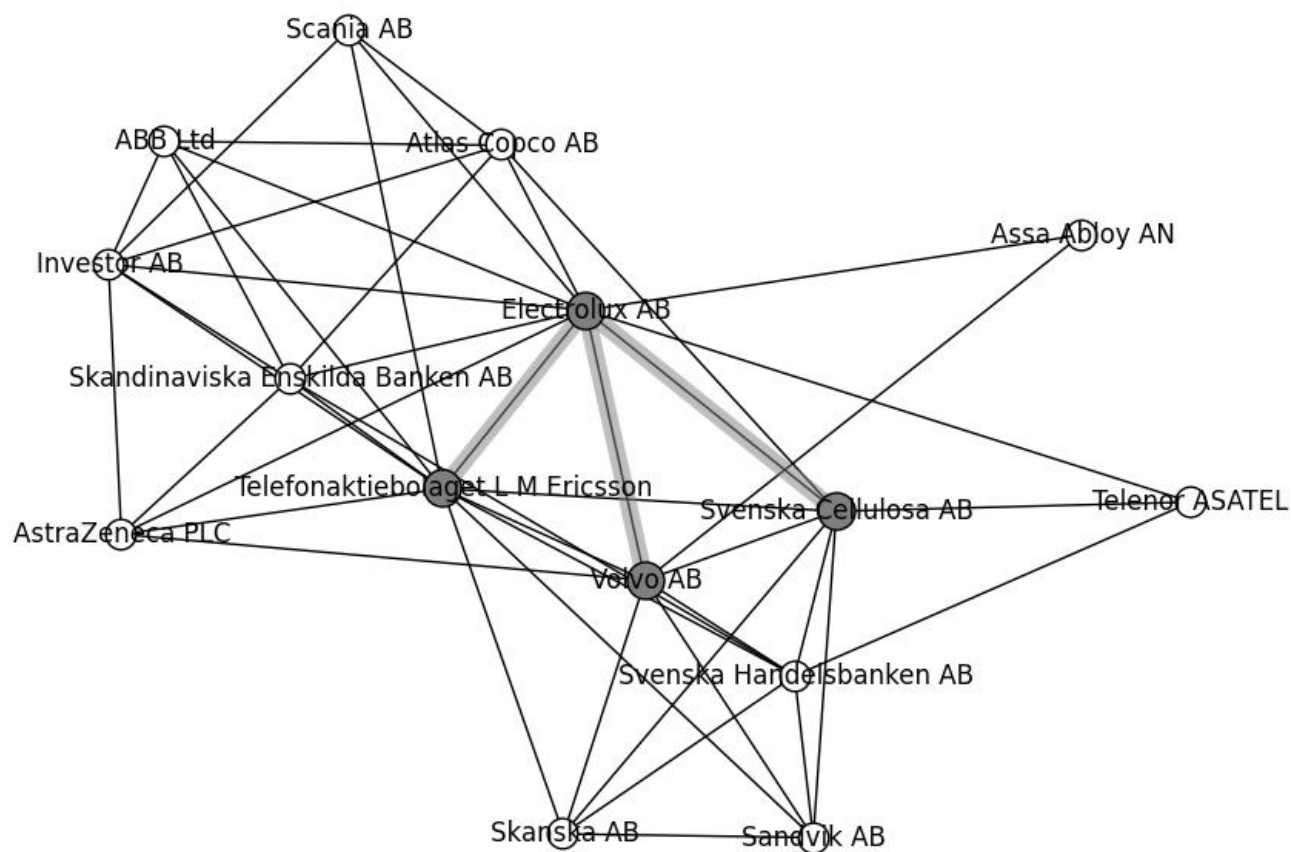 Scania AB
ABB Ltd
Atlas Copco AB
Assa Abloy AN
Investor AB
Electrolux AB
Skandinaviska Enskilda Banken AB
Telefonaktiebolaget L M Ericsson
Telenor ASATEL
Svenska Cellulosa AB
AstraZeneca PLC
Volvo AB
Svenska Handelsbanken AB
Skanska AB
Sandvik AB